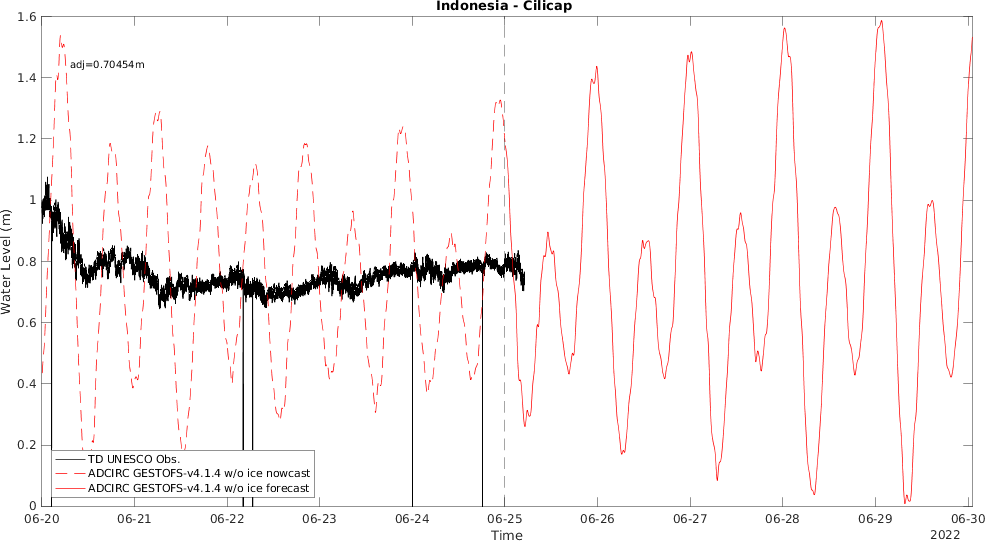 Indonesia - Cilicap
1.6
1.4
1.2
1
0.8
0.6
0.4
0.2
0
Water Level (m)
adj=0.70454m
TD UNESCO Obs.
ADCIRC GESTOFS-v4.1.4 w/o ice nowcast
ADCIRC GESTOFS-v4.1.4 w/o ice forecast
06-20 06-21 06-22 06-23 06-24 06-25 06-26 06-27 06-28 06-29 06-30
Time
2022